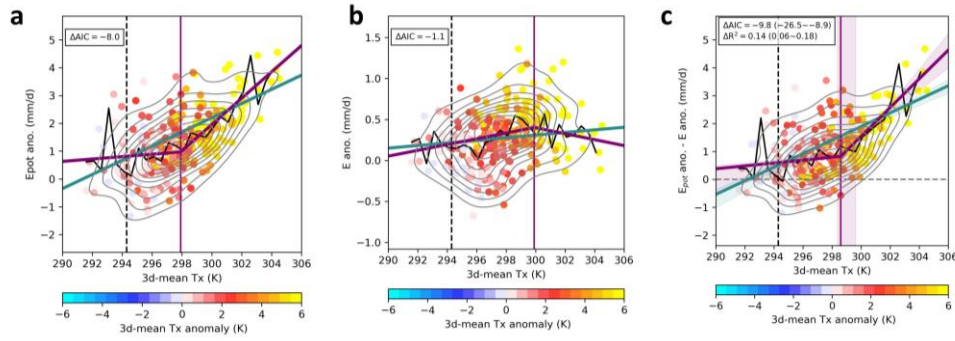 a
ΔAIC = −8.0
Epot ano. (mm/d)
5
4
3
2
1
0
−1
−2
290 292 294 296 298 300 302 304 306
3d-mean Tx (K)
−6 −4 −2 0 2 4 6
3d-mean Tx anomaly (K)
b
ΔAIC = −1.1
E ano. (mm/d)
1.5
1.0
0.5
0.0
−0.5
−1.0
290 292 294 296 298 300 302 304 306
3d-mean Tx (K)
−6 −4 −2 0 2 4 6
3d-mean Tx anomaly (K)
c
ΔAIC = −9.8 (−26.5~−8.9)
ΔR² = 0.14 (0.06~0.18)
Epot ano. - E ano. (mm/d)
5
4
3
2
1
0
−1
−2
290 292 294 296 298 300 302 304 306
3d-mean Tx (K)
−6 −4 −2 0 2 4 6
3d-mean Tx anomaly (K)